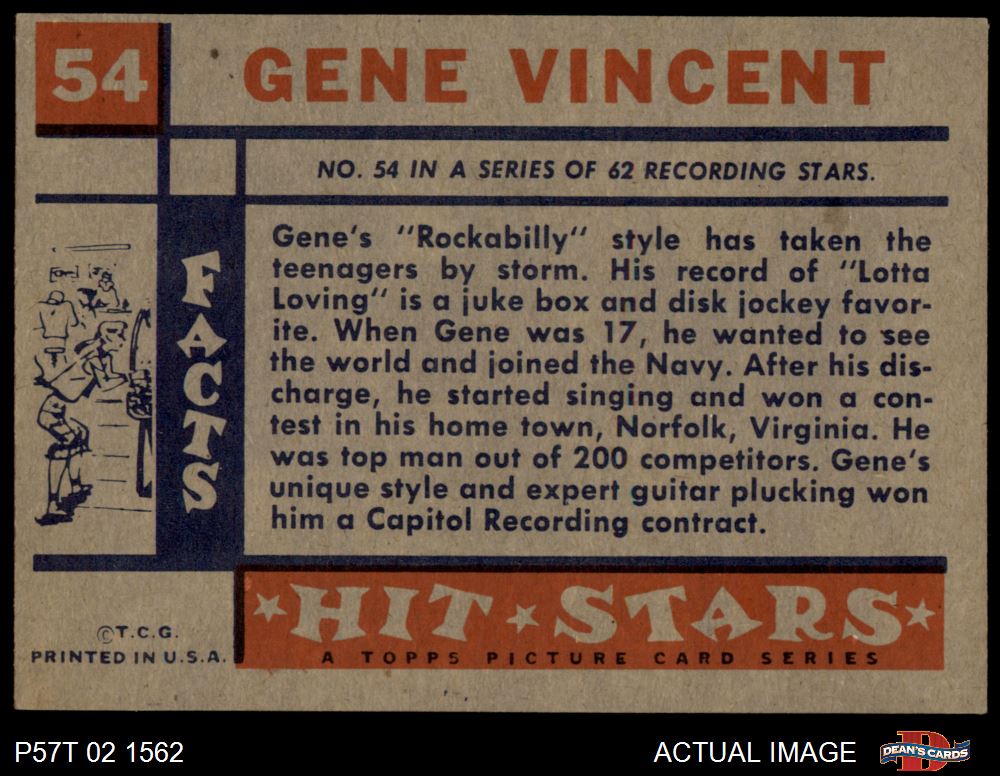 54
GENE VINCENT
NO. 54 IN A SERIES OF 62 RECORDING STARS.
FACTS
Gene's "Rockabilly" style has taken the
teenagers by storm. His record of "Lotta
Loving" is a juke box and disk jockey favor-
ite. When Gene was 17, he wanted to see
the world and joined the Navy. After his dis-
charge, he started singing and won a con-
test in his home town, Norfolk, Virginia. He
was top man out of 200 competitors. Gene's
unique style and expert guitar plucking won
him a Capitol Recording contract.
©T.C.G.
PRINTED IN U.S.A.
HIT STARS
A TOPPS PICTURE CARD SERIES
P57T 02 1562
ACTUAL IMAGE
DEAN'S CARDS